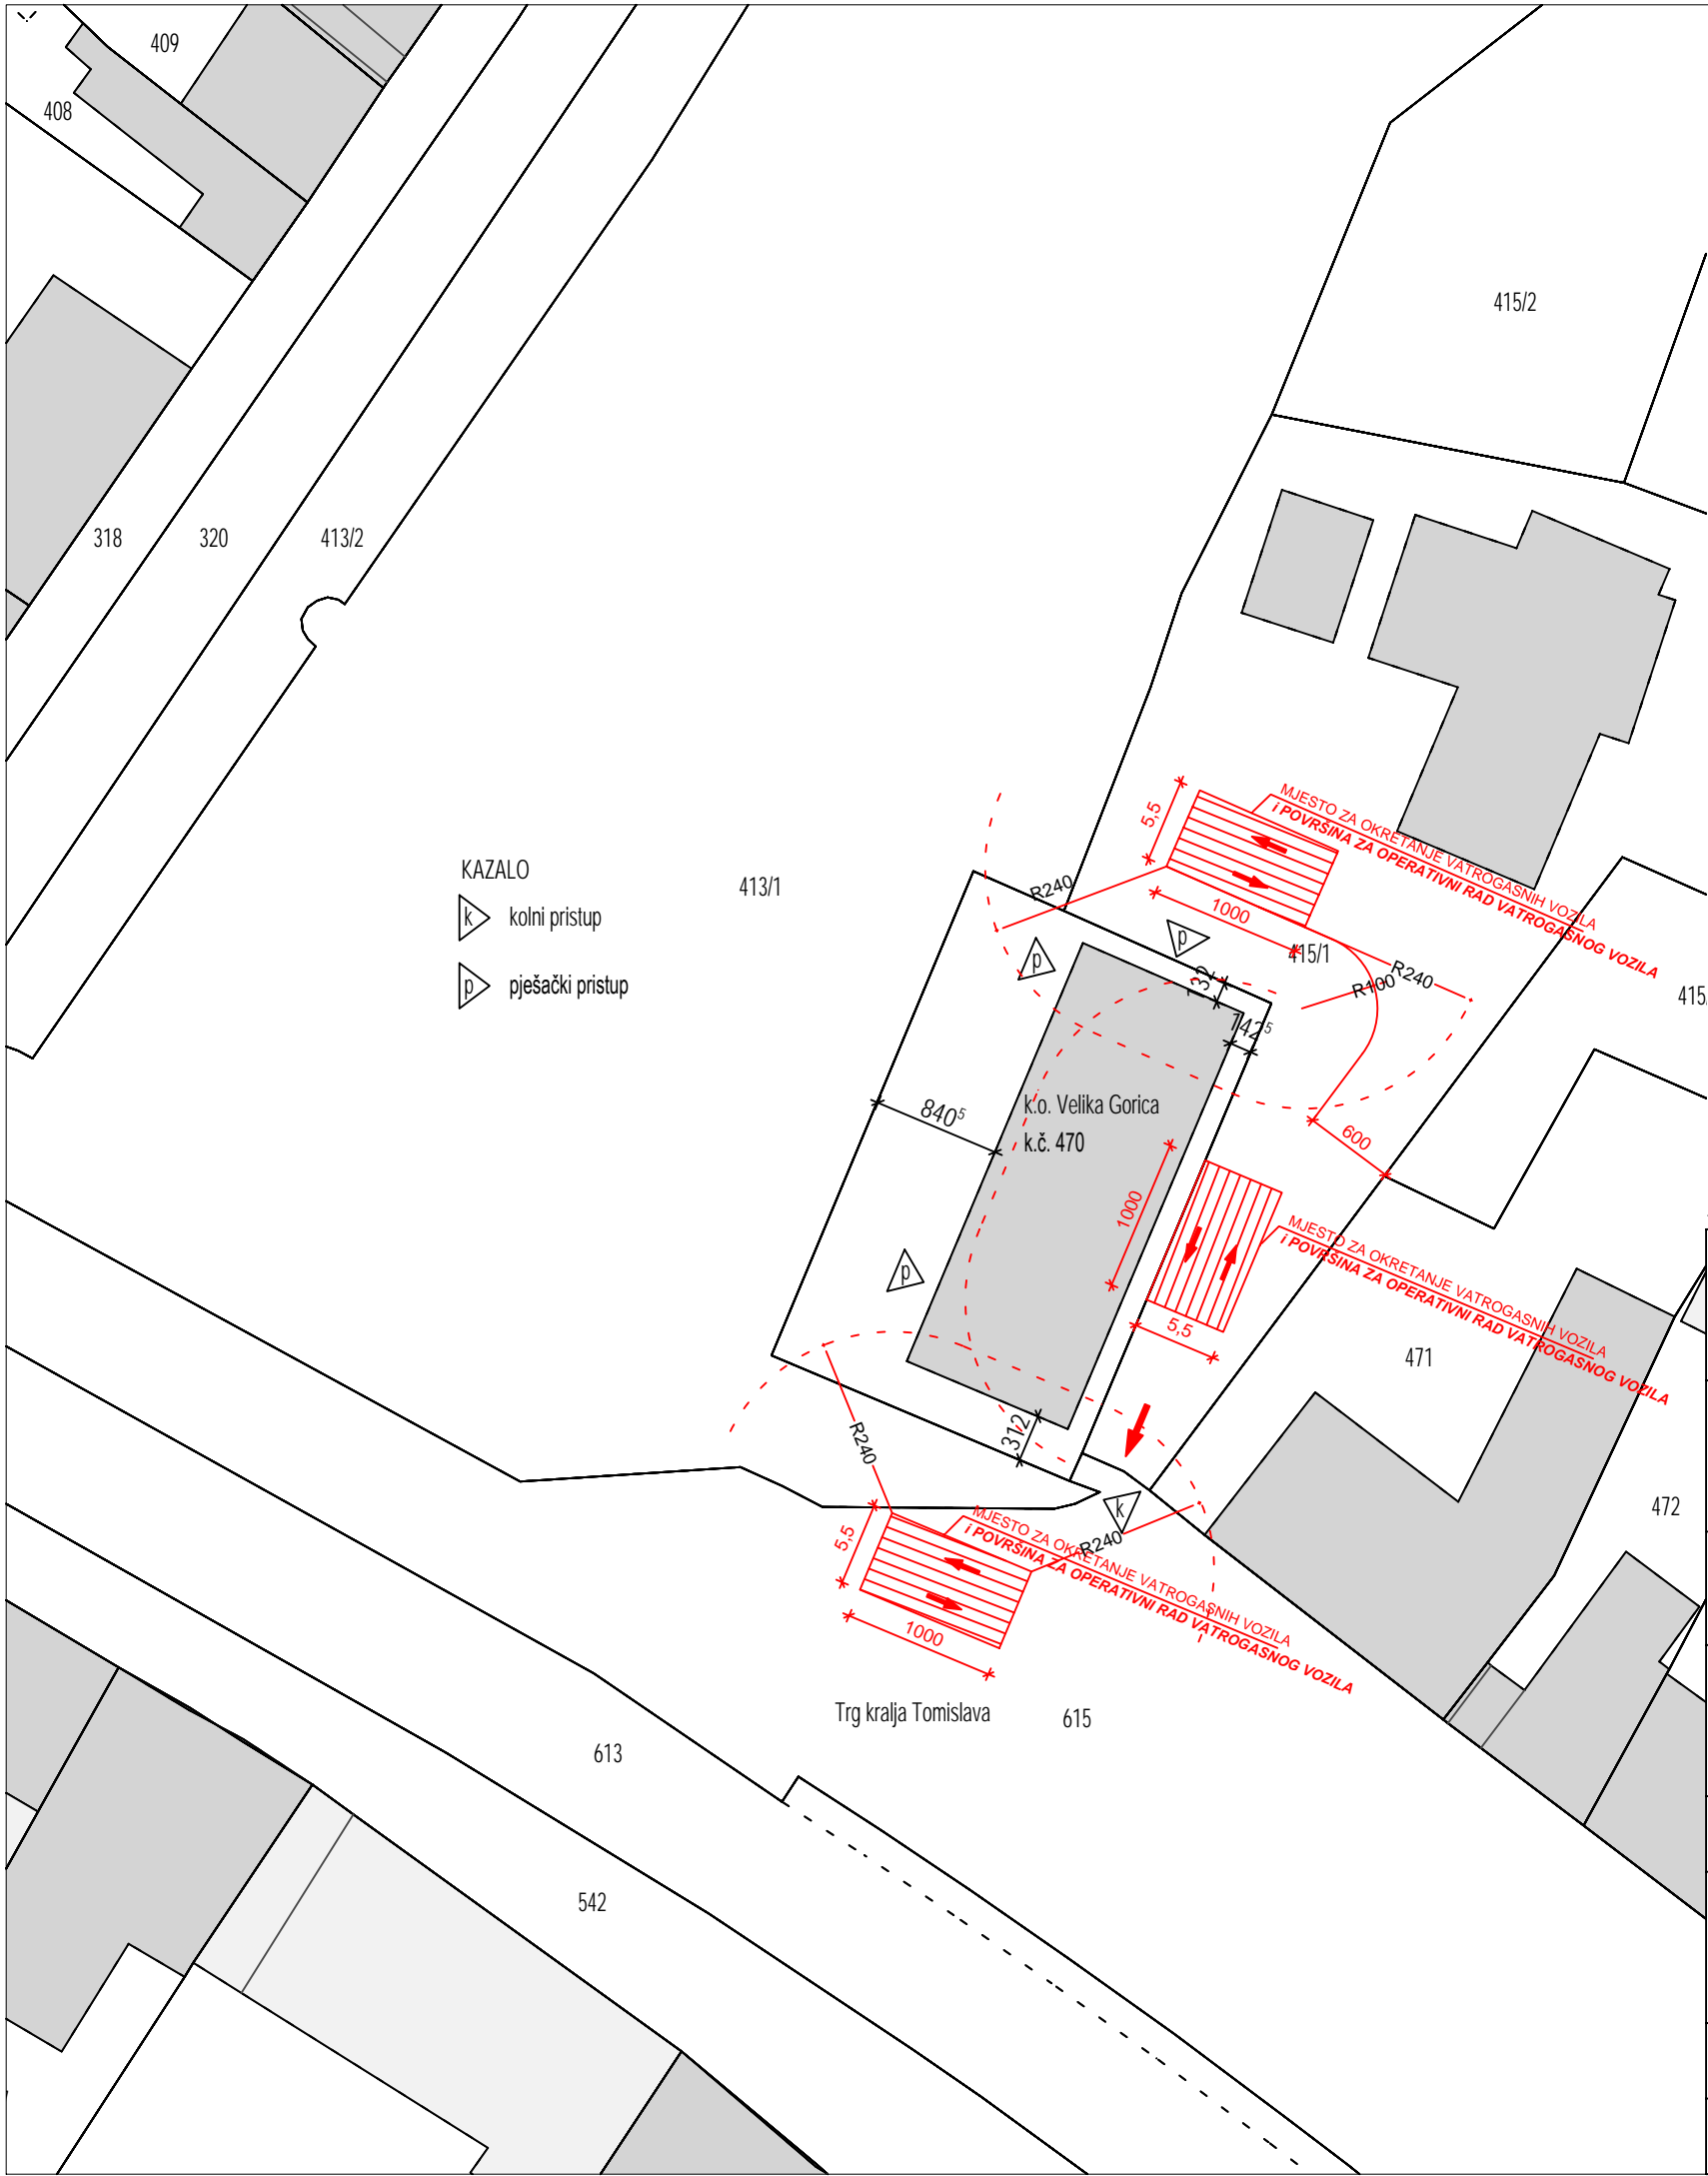 409
408
415/2
318
320
413/2
MJESTO ZA OKRETANJE VATROGASNIH VOZILA
i POVRŠINA ZA OPERATIVNI RAD VATROGASNOG VOZILA
5,5
KAZALO
k kolni pristup
p pješački pristup
413/1
R240
1000
p
p
415/1
R240
R100
132
142⁵
840⁵
k.o. Velika Gorica
k.č. 470
600
1000
MJESTO ZA OKRETANJE VATROGASNIH VOZILA
i POVRŠINA ZA OPERATIVNI RAD VATROGASNOG VOZILA
p
5,5
471
R240
312
k
472
MJESTO ZA OKRETANJE VATROGASNIH VOZILA
i POVRŠINA ZA OPERATIVNI RAD VATROGASNOG VOZILA
5,5
R240
1000
Trg kralja Tomislava
615
613
542